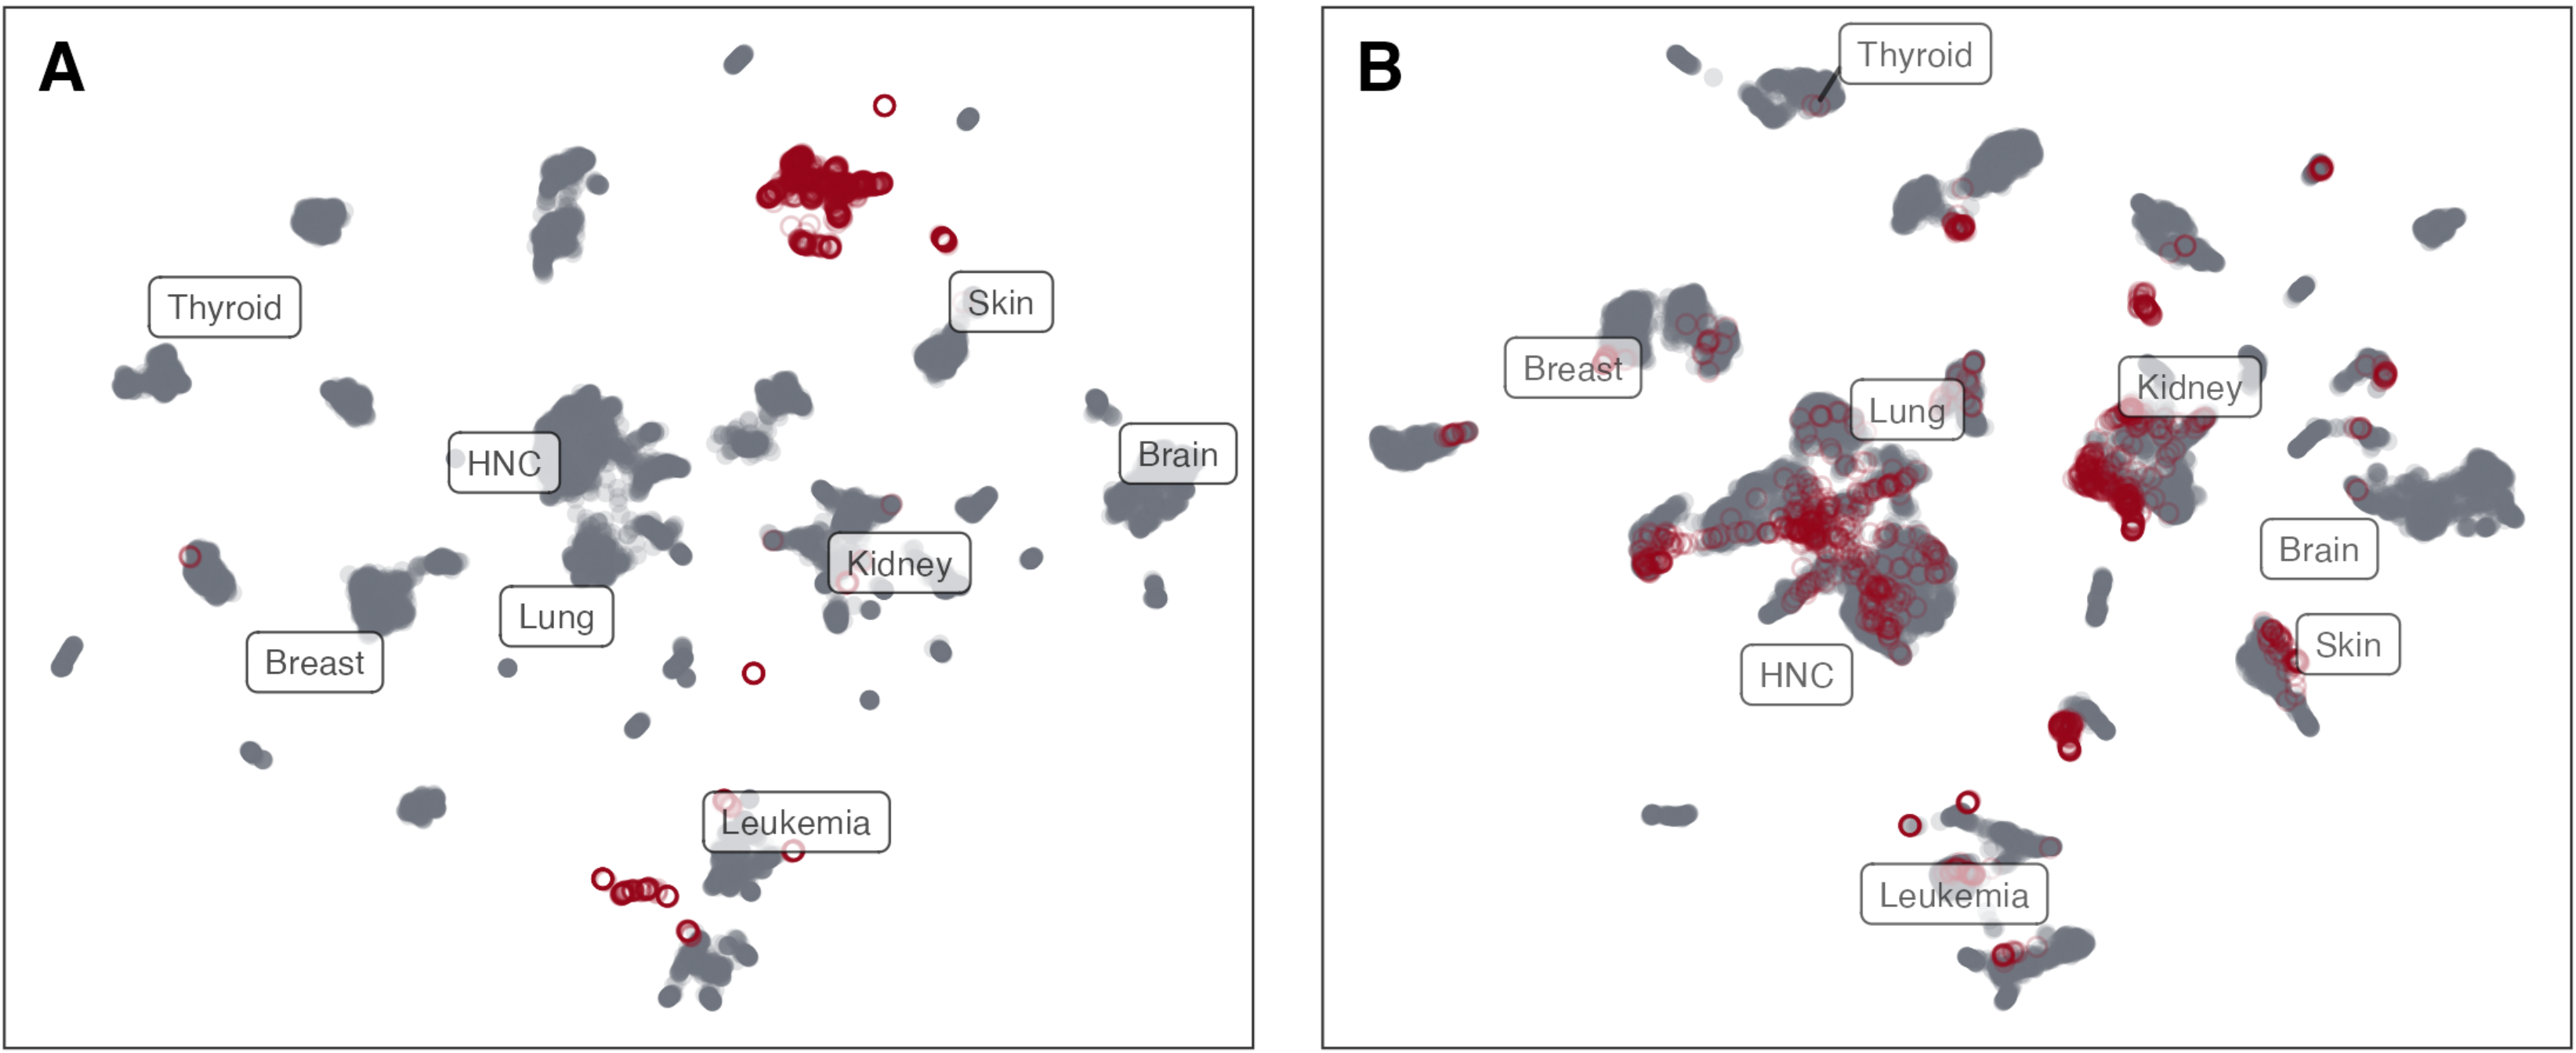 A
Thyroid
Skin
HNC
Brain
Kidney
Lung
Breast
Leukemia
B
Thyroid
Breast
Lung
Kidney
Brain
Skin
HNC
Leukemia